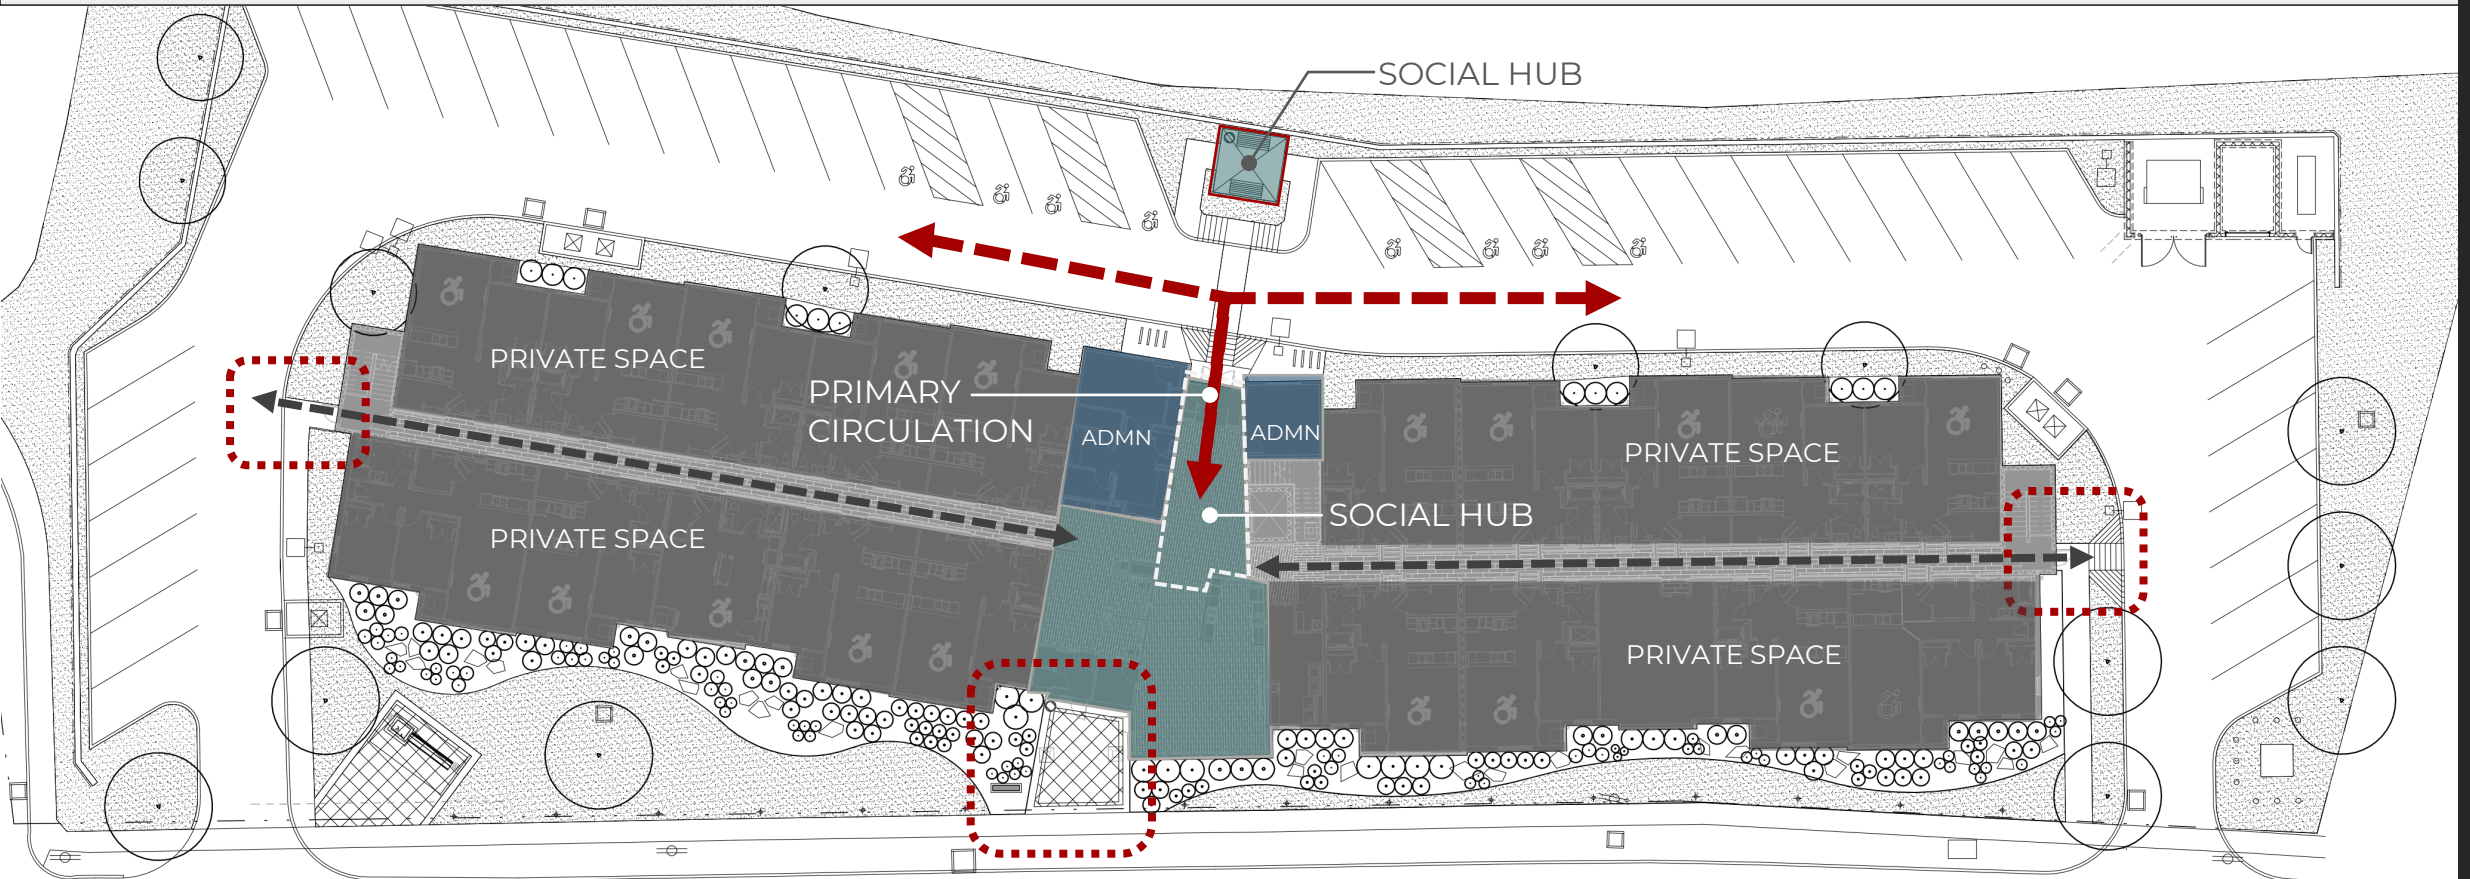 SOCIAL HUB
PRIVATE SPACE
PRIMARY
CIRCULATION
ADMN
ADMN
PRIVATE SPACE
SOCIAL HUB
PRIVATE SPACE
PRIVATE SPACE